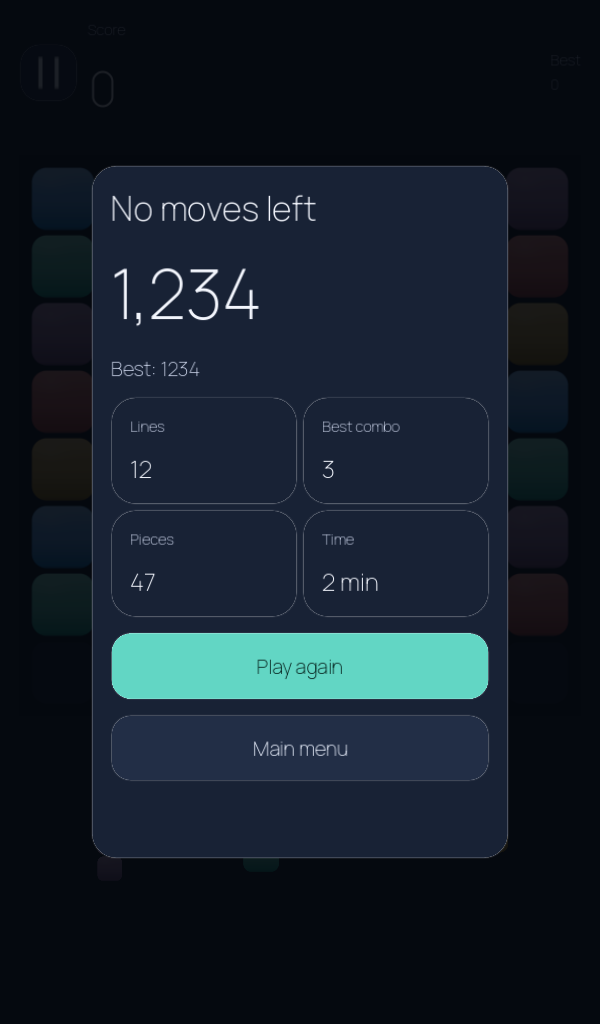 Score
0
Best
0
No moves left
1,234
Best: 1234
Lines
12
Best combo
3
Pieces
47
Time
2 min
Play again
Main menu